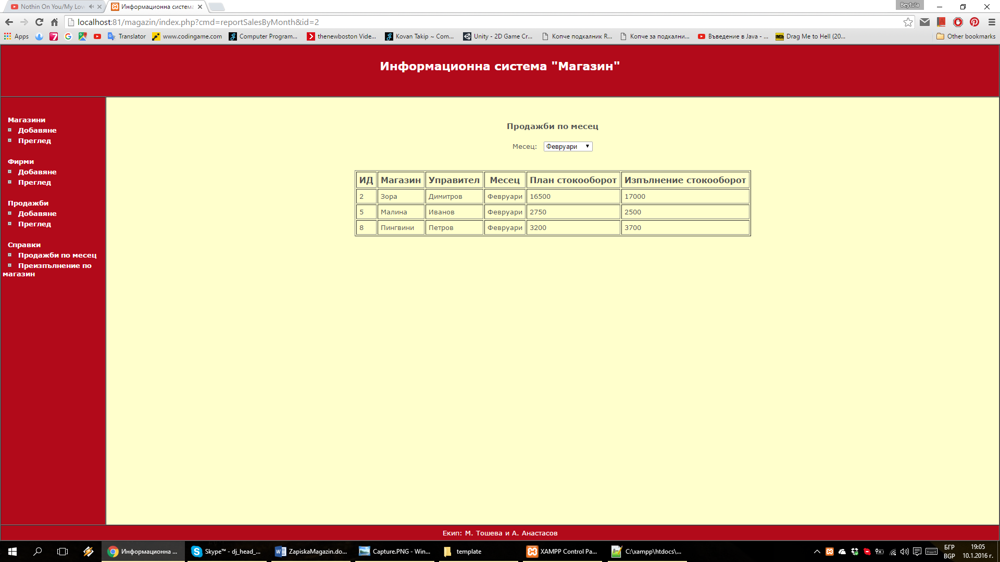 Nothin On You/My Lov
Информационна система
Beytula
localhost:81/magazin/index.php?cmd=reportSalesByMonth&id=2
Apps
Translator
www.codingame.com
Computer Program...
thenewboston Vide...
Kovan Takip ~ Com...
Unity - 2D Game Cr...
Копче подкалник R...
Копче за подкални...
Въведение в Java - ...
IMDb
Drag Me to Hell (20...
Other bookmarks
Информационна система "Магазин"
Магазини
Добавяне
Преглед
Фирми
Добавяне
Преглед
Продажби
Добавяне
Преглед
Справки
Продажби по месец
Преизпълнение по
магазин
Продажби по месец
Месец: Февруари
ИД Магазин Управител Месец План стокооборот Изпълнение стокооборот
2 Зора Димитров Февруари 16500 17000
5 Малина Иванов Февруари 2750 2500
8 Пингвини Петров Февруари 3200 3700
Екип: М. Тошева и А. Анастасов
Информационна ...
Skype™ - dj_head_...
ZapiskaMagazin.do...
Capture.PNG - Win...
template
XAMPP Control Pa...
C:\xampp\htdocs\...
БГР
BGP
19:05
10.1.2016 г.